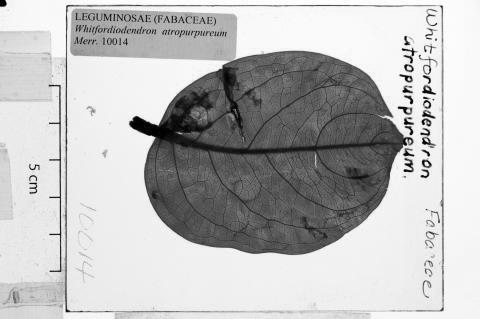 LEGUMINOSAE (FABACEAE)
Whitfordiodendron atropurpureum
Merr. 10014
Whitfordiodendron
atropurpureum.
Fabaceae
5 cm
10014